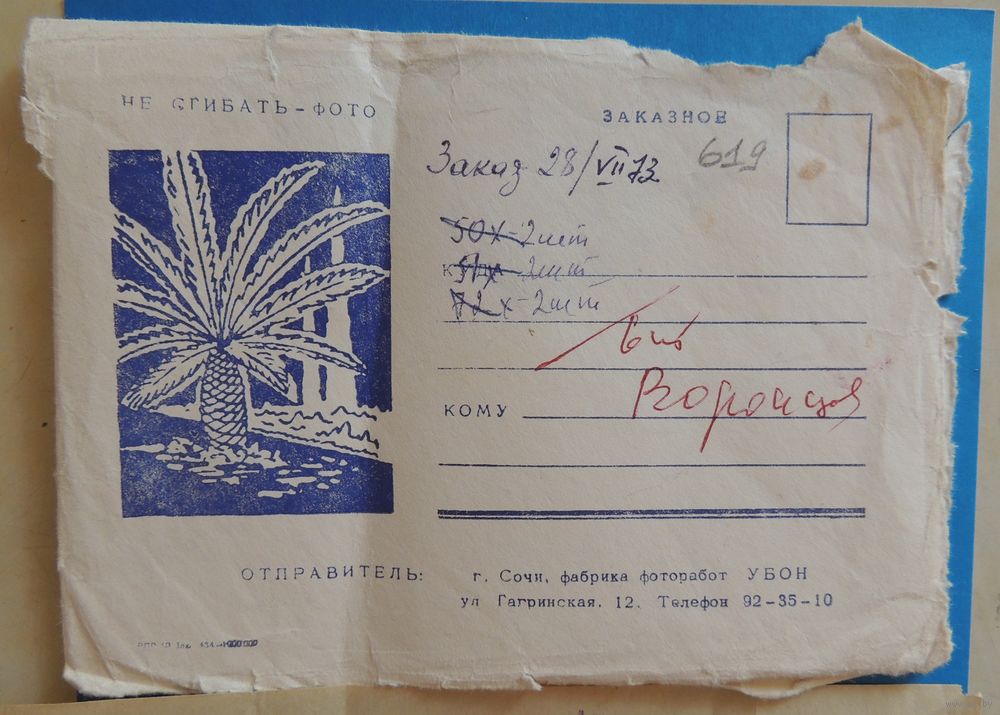 НЕ СГИБАТЬ-ФОТО
ЗАКАЗНОЕ
Заказ 28/VII 73
619
50х-2шт
51х-2шт
72х-2шт
КОМУ
ОТПРАВИТЕЛЬ:
г. Сочи, фабрика фоторабот УБОН
ул Гагринская, 12. Телефон 92-35-10